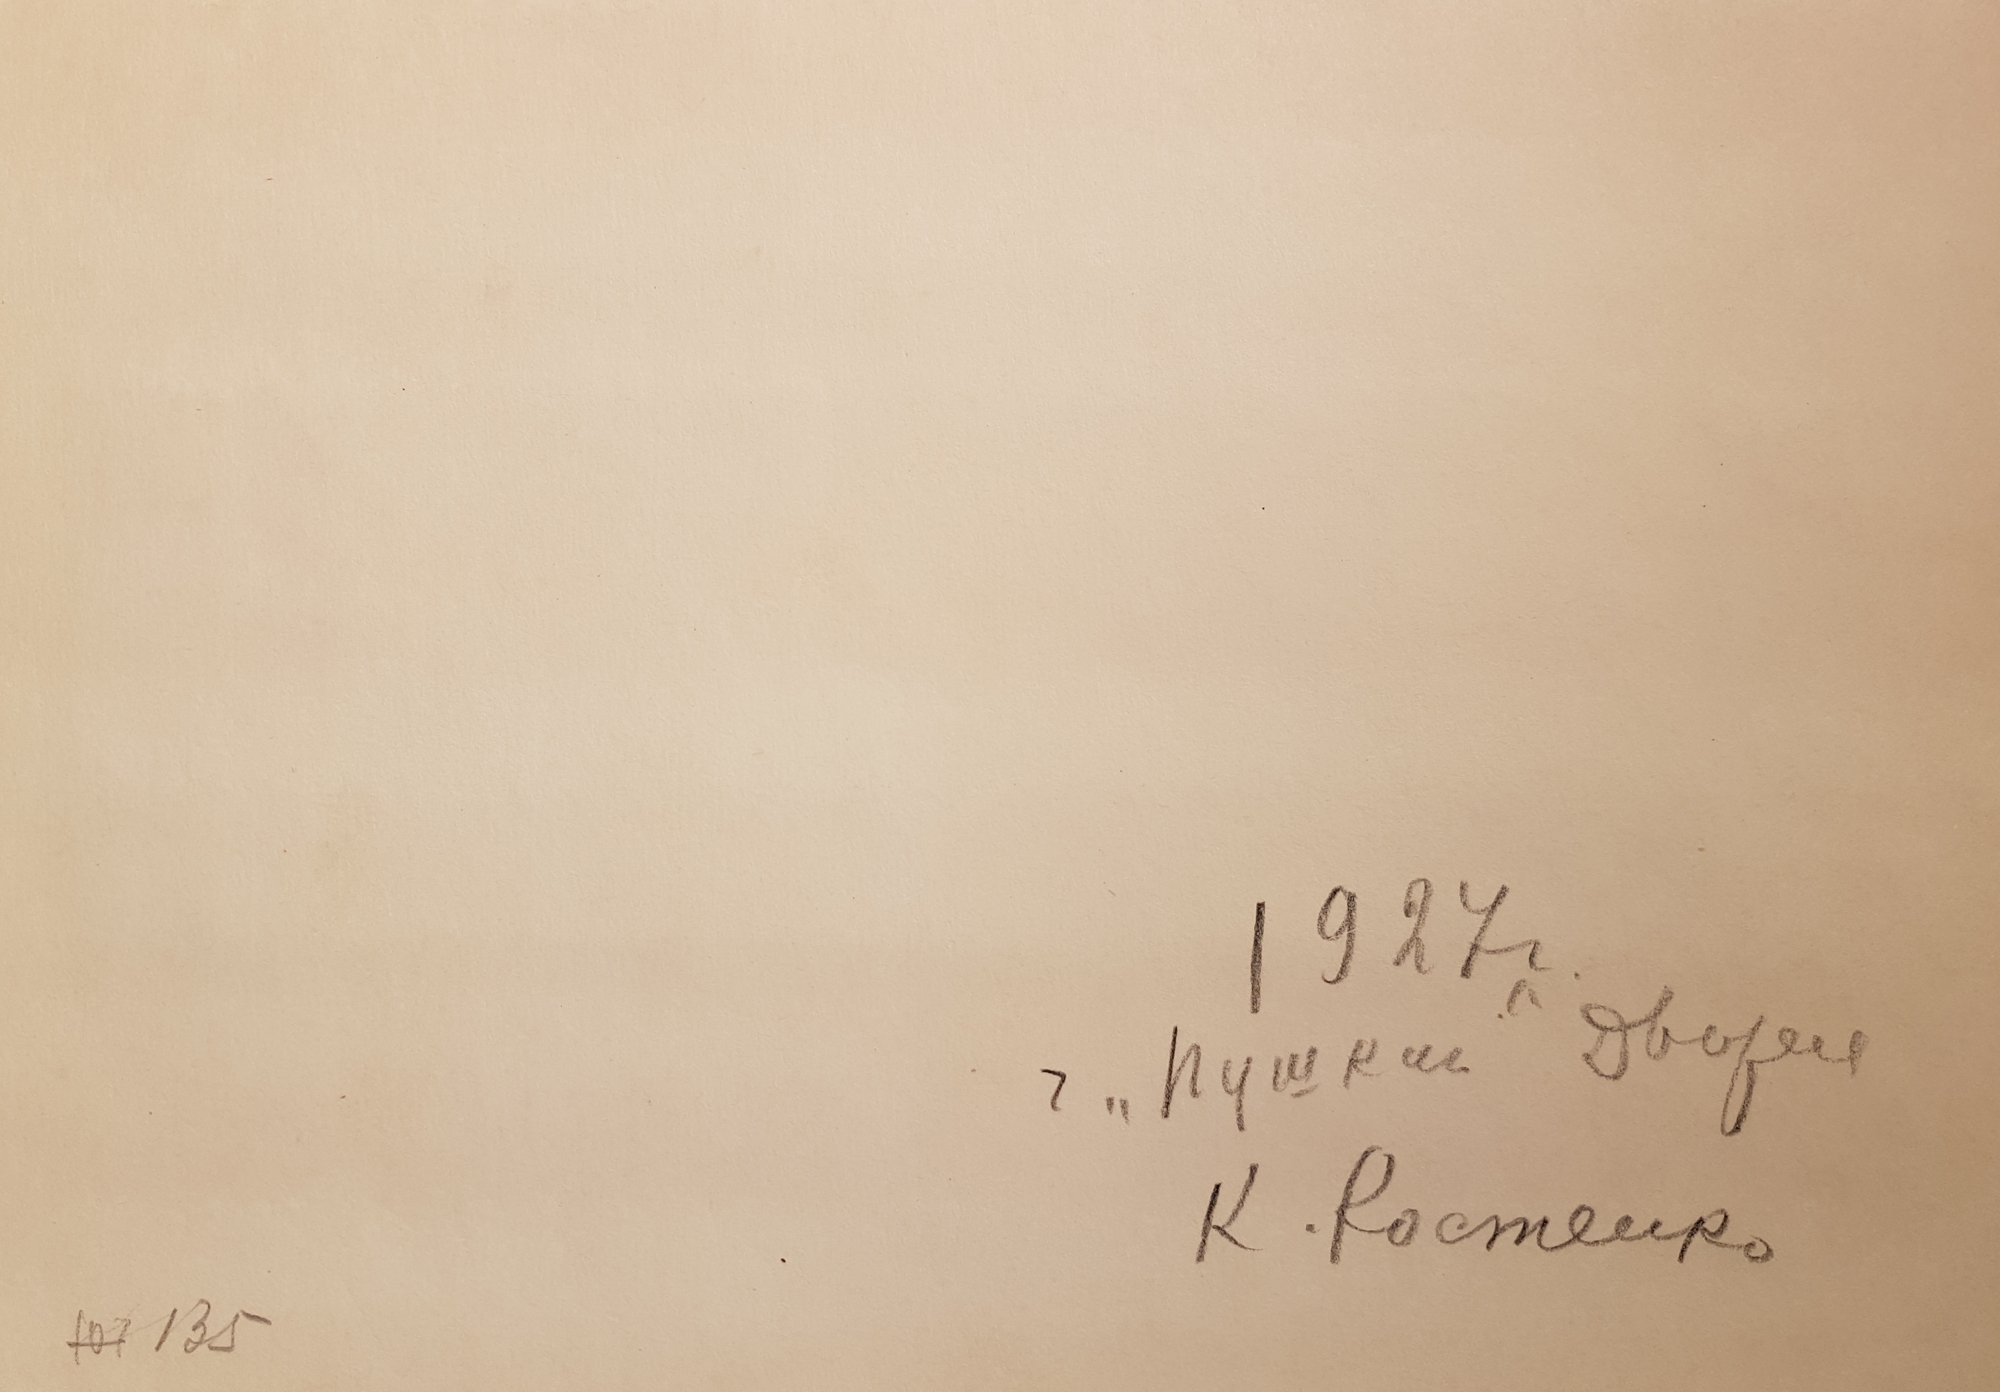 1927г.
г „Пушкин" Дворец
К. Костенко
107 135